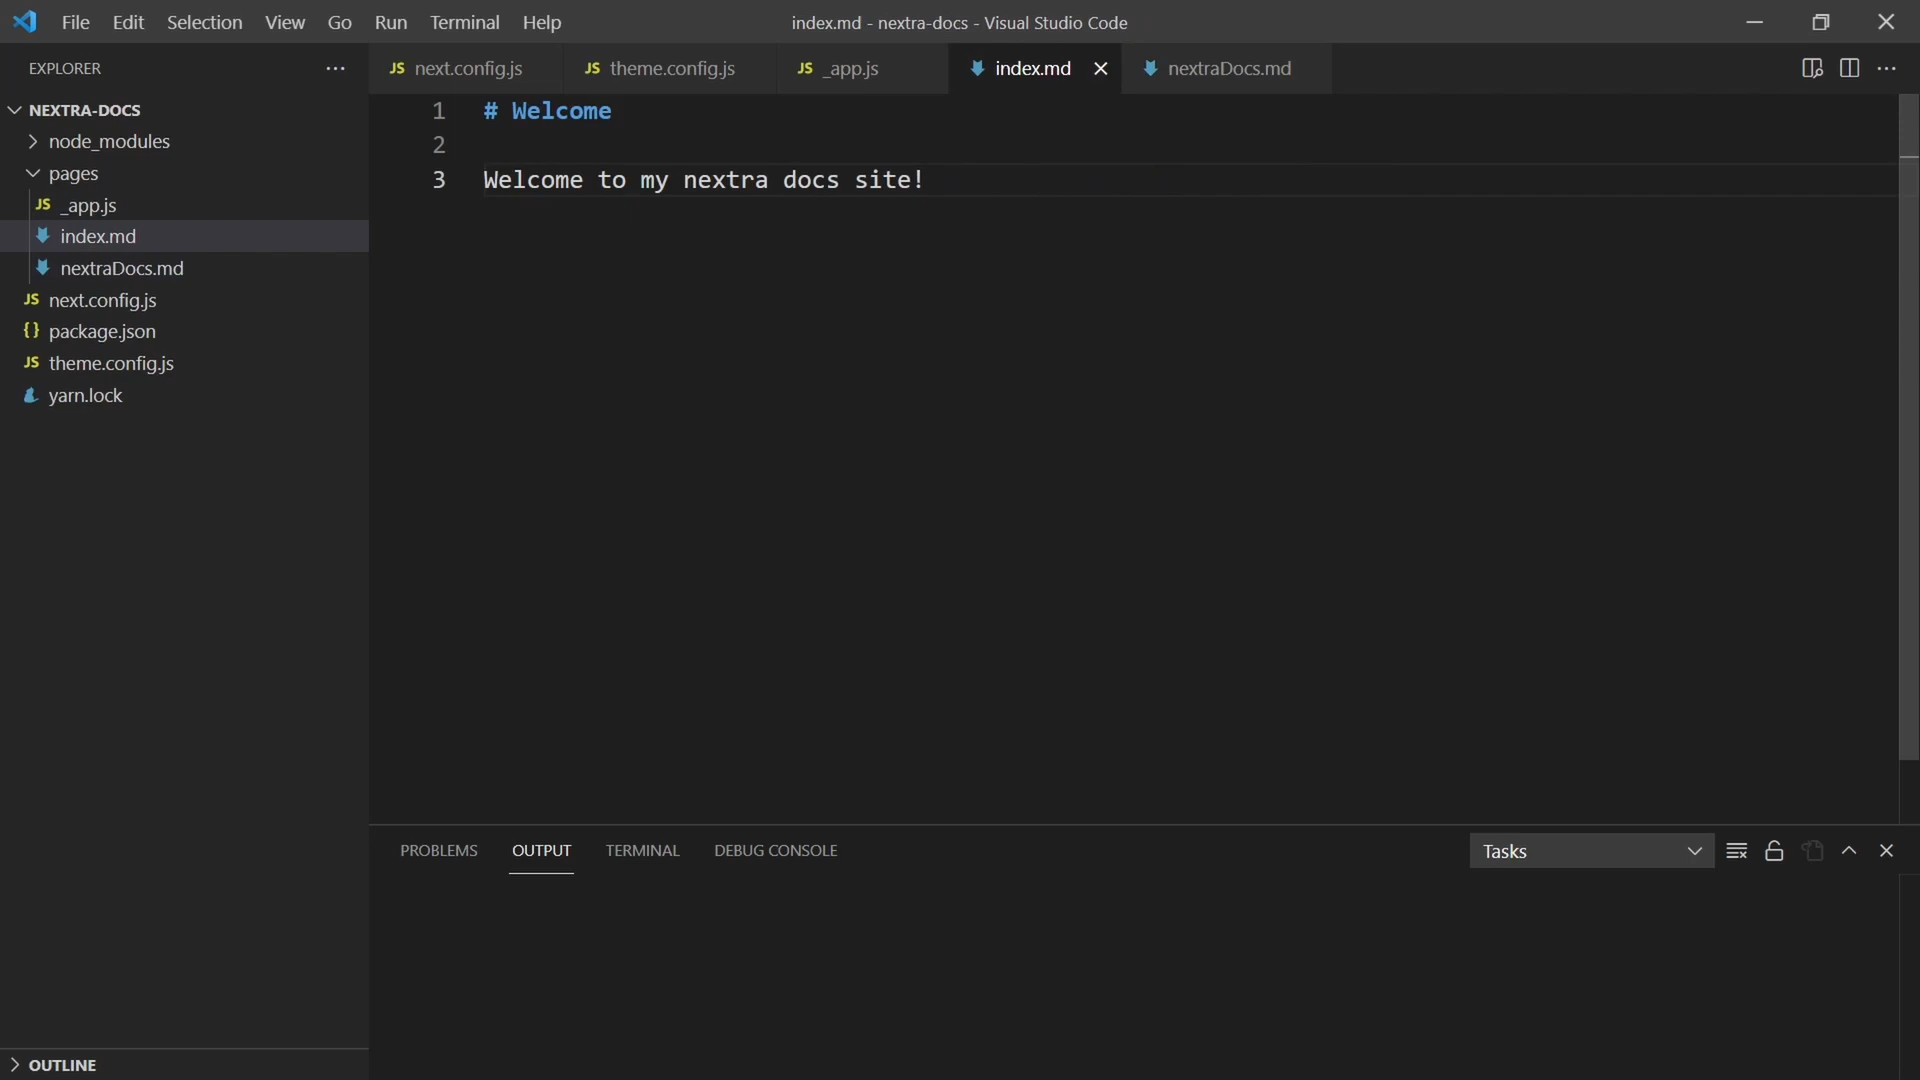 File Edit Selection View Go Run Terminal Help
index.md - nextra-docs - Visual Studio Code
EXPLORER
NEXTRA-DOCS
node_modules
pages
JS _app.js
index.md
nextraDocs.md
JS next.config.js
{} package.json
JS theme.config.js
yarn.lock
OUTLINE
JS next.config.js JS theme.config.js JS _app.js index.md nextraDocs.md
1 # Welcome
2
3 Welcome to my nextra docs site!
PROBLEMS OUTPUT TERMINAL DEBUG CONSOLE
Tasks